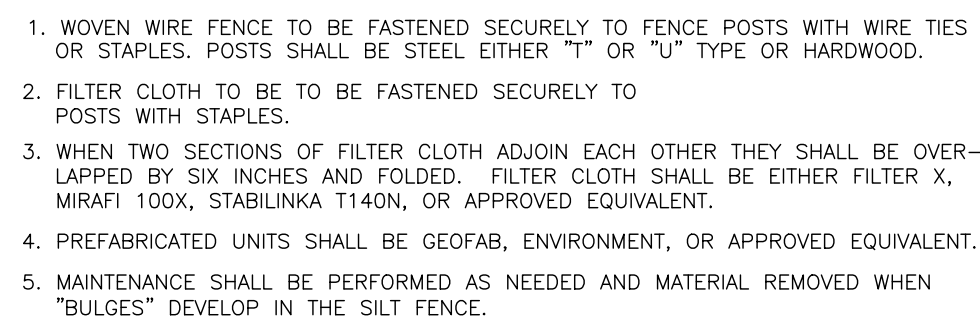 1. WOVEN WIRE FENCE TO BE FASTENED SECURELY TO FENCE POSTS WITH WIRE TIES
OR STAPLES. POSTS SHALL BE STEEL EITHER "T" OR "U" TYPE OR HARDWOOD.
2. FILTER CLOTH TO BE TO BE FASTENED SECURELY TO
POSTS WITH STAPLES.
3. WHEN TWO SECTIONS OF FILTER CLOTH ADJOIN EACH OTHER THEY SHALL BE OVER-
LAPPED BY SIX INCHES AND FOLDED. FILTER CLOTH SHALL BE EITHER FILTER X,
MIRAFI 100X, STABILINKA T140N, OR APPROVED EQUIVALENT.
4. PREFABRICATED UNITS SHALL BE GEOFAB, ENVIRONMENT, OR APPROVED EQUIVALENT.
5. MAINTENANCE SHALL BE PERFORMED AS NEEDED AND MATERIAL REMOVED WHEN
"BULGES" DEVELOP IN THE SILT FENCE.